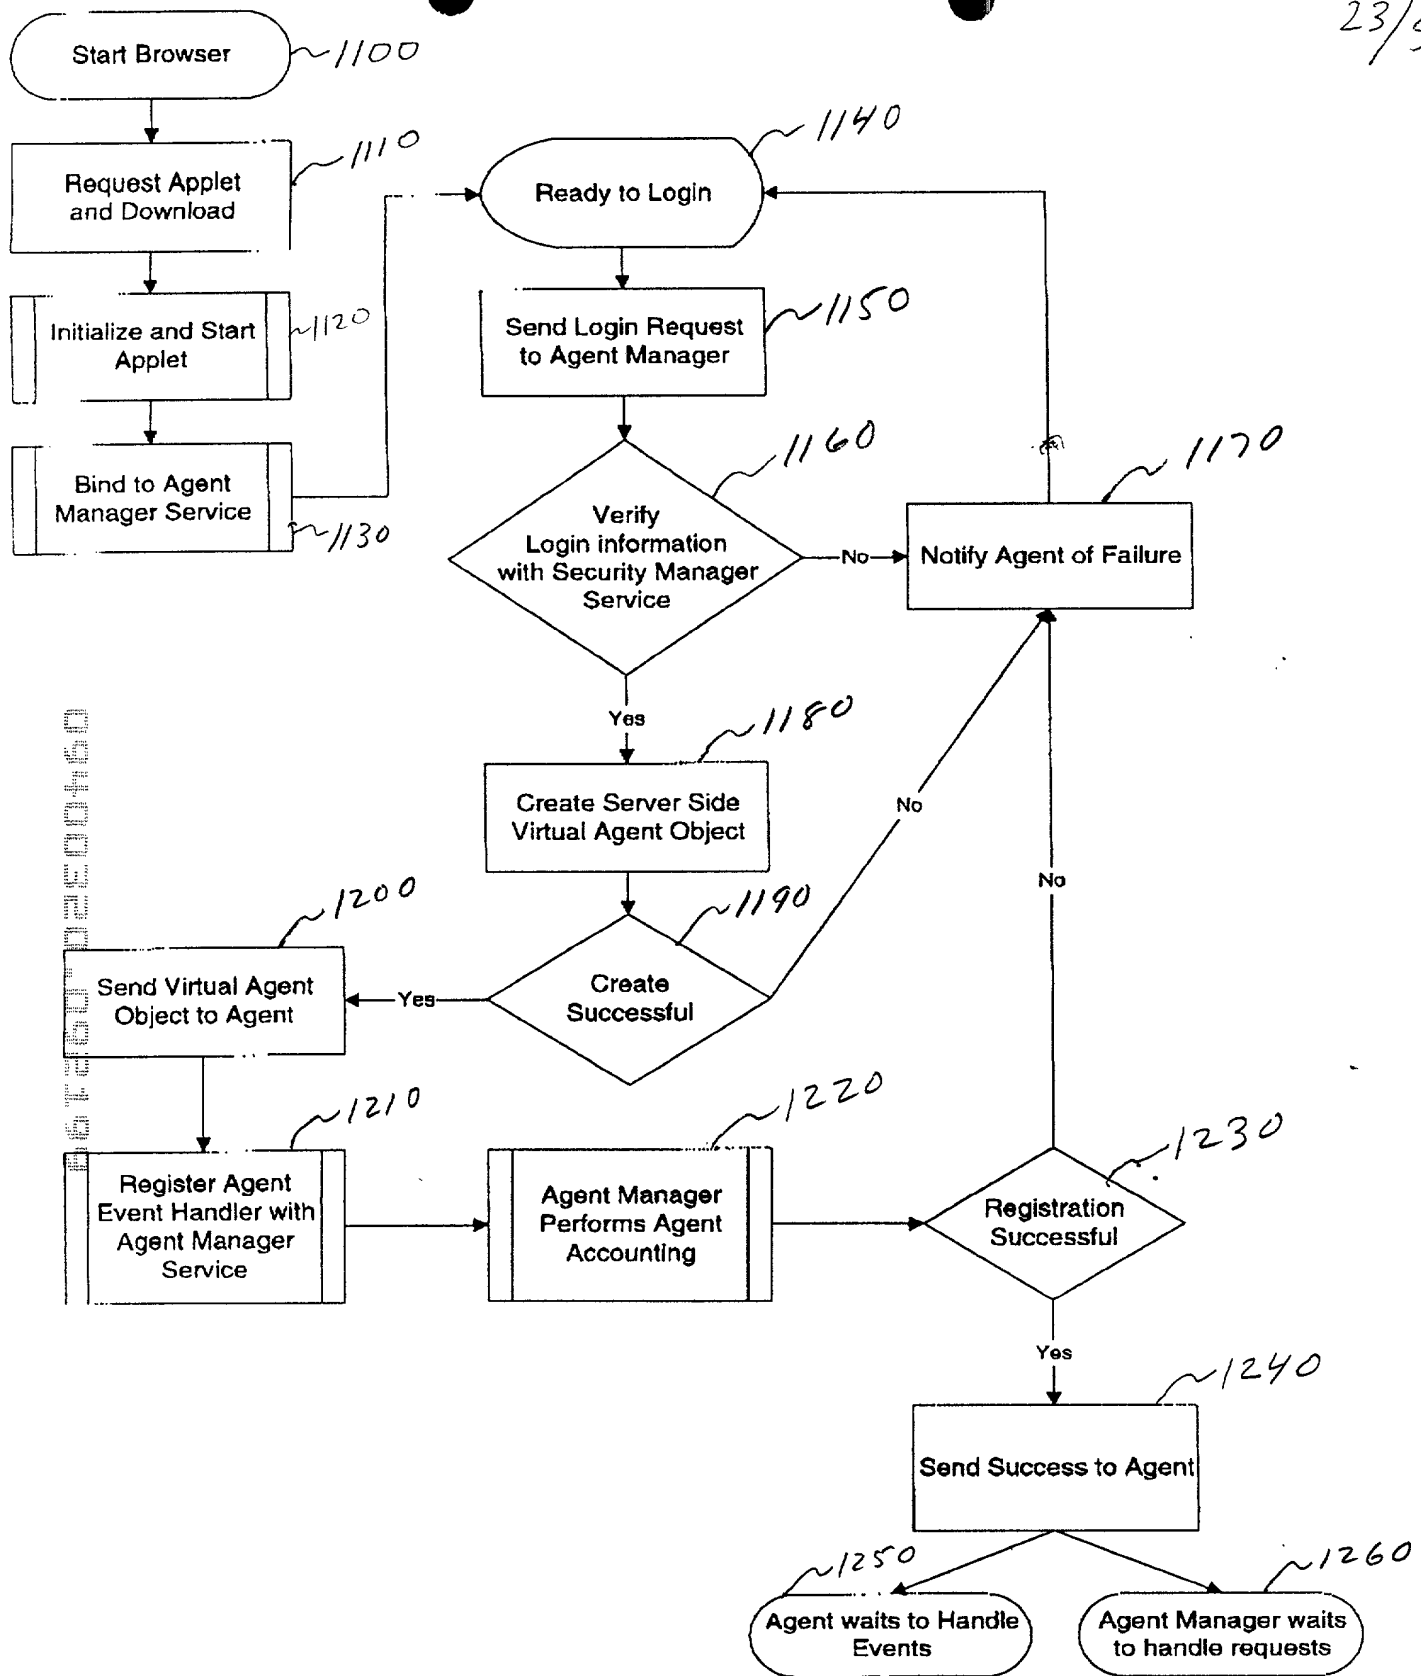 23/
Start Browser
1100
Request Applet
and Download
1110
Initialize and Start
Applet
1120
Bind to Agent
Manager Service
1130
Ready to Login
1140
Send Login Request
to Agent Manager
1150
Verify
Login information
with Security Manager
Service
1160
No
Notify Agent of Failure
1170
Yes
Create Server Side
Virtual Agent Object
1180
No
No
Create
Successful
1190
Yes
Send Virtual Agent
Object to Agent
1200
Register Agent
Event Handler with
Agent Manager
Service
1210
Agent Manager
Performs Agent
Accounting
1220
Registration
Successful
1230
Yes
Send Success to Agent
1240
Agent waits to Handle
Events
1250
Agent Manager waits
to handle requests
1260